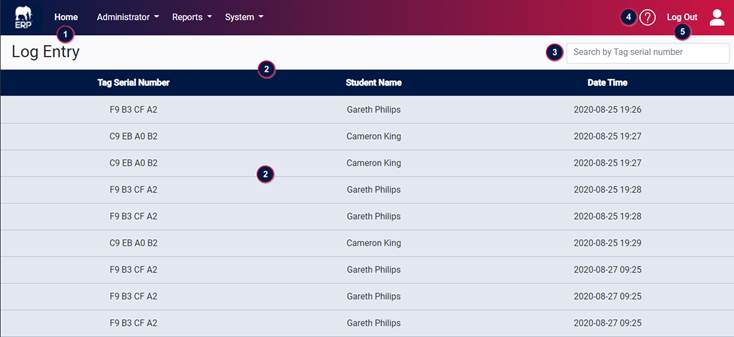 ERP Home Administrator Reports System 4 ? Log Out
1 5
Log Entry 3 Search by Tag serial number
2
Tag Serial Number Student Name Date Time
F9 B3 CF A2 Gareth Philips 2020-08-25 19:26
C9 EB A0 B2 Cameron King 2020-08-25 19:27
C9 EB A0 B2 Cameron King 2020-08-25 19:27
2
F9 B3 CF A2 Gareth Philips 2020-08-25 19:28
F9 B3 CF A2 Gareth Philips 2020-08-25 19:28
C9 EB A0 B2 Cameron King 2020-08-25 19:29
F9 B3 CF A2 Gareth Philips 2020-08-27 09:25
F9 B3 CF A2 Gareth Philips 2020-08-27 09:25
F9 B3 CF A2 Gareth Philips 2020-08-27 09:25